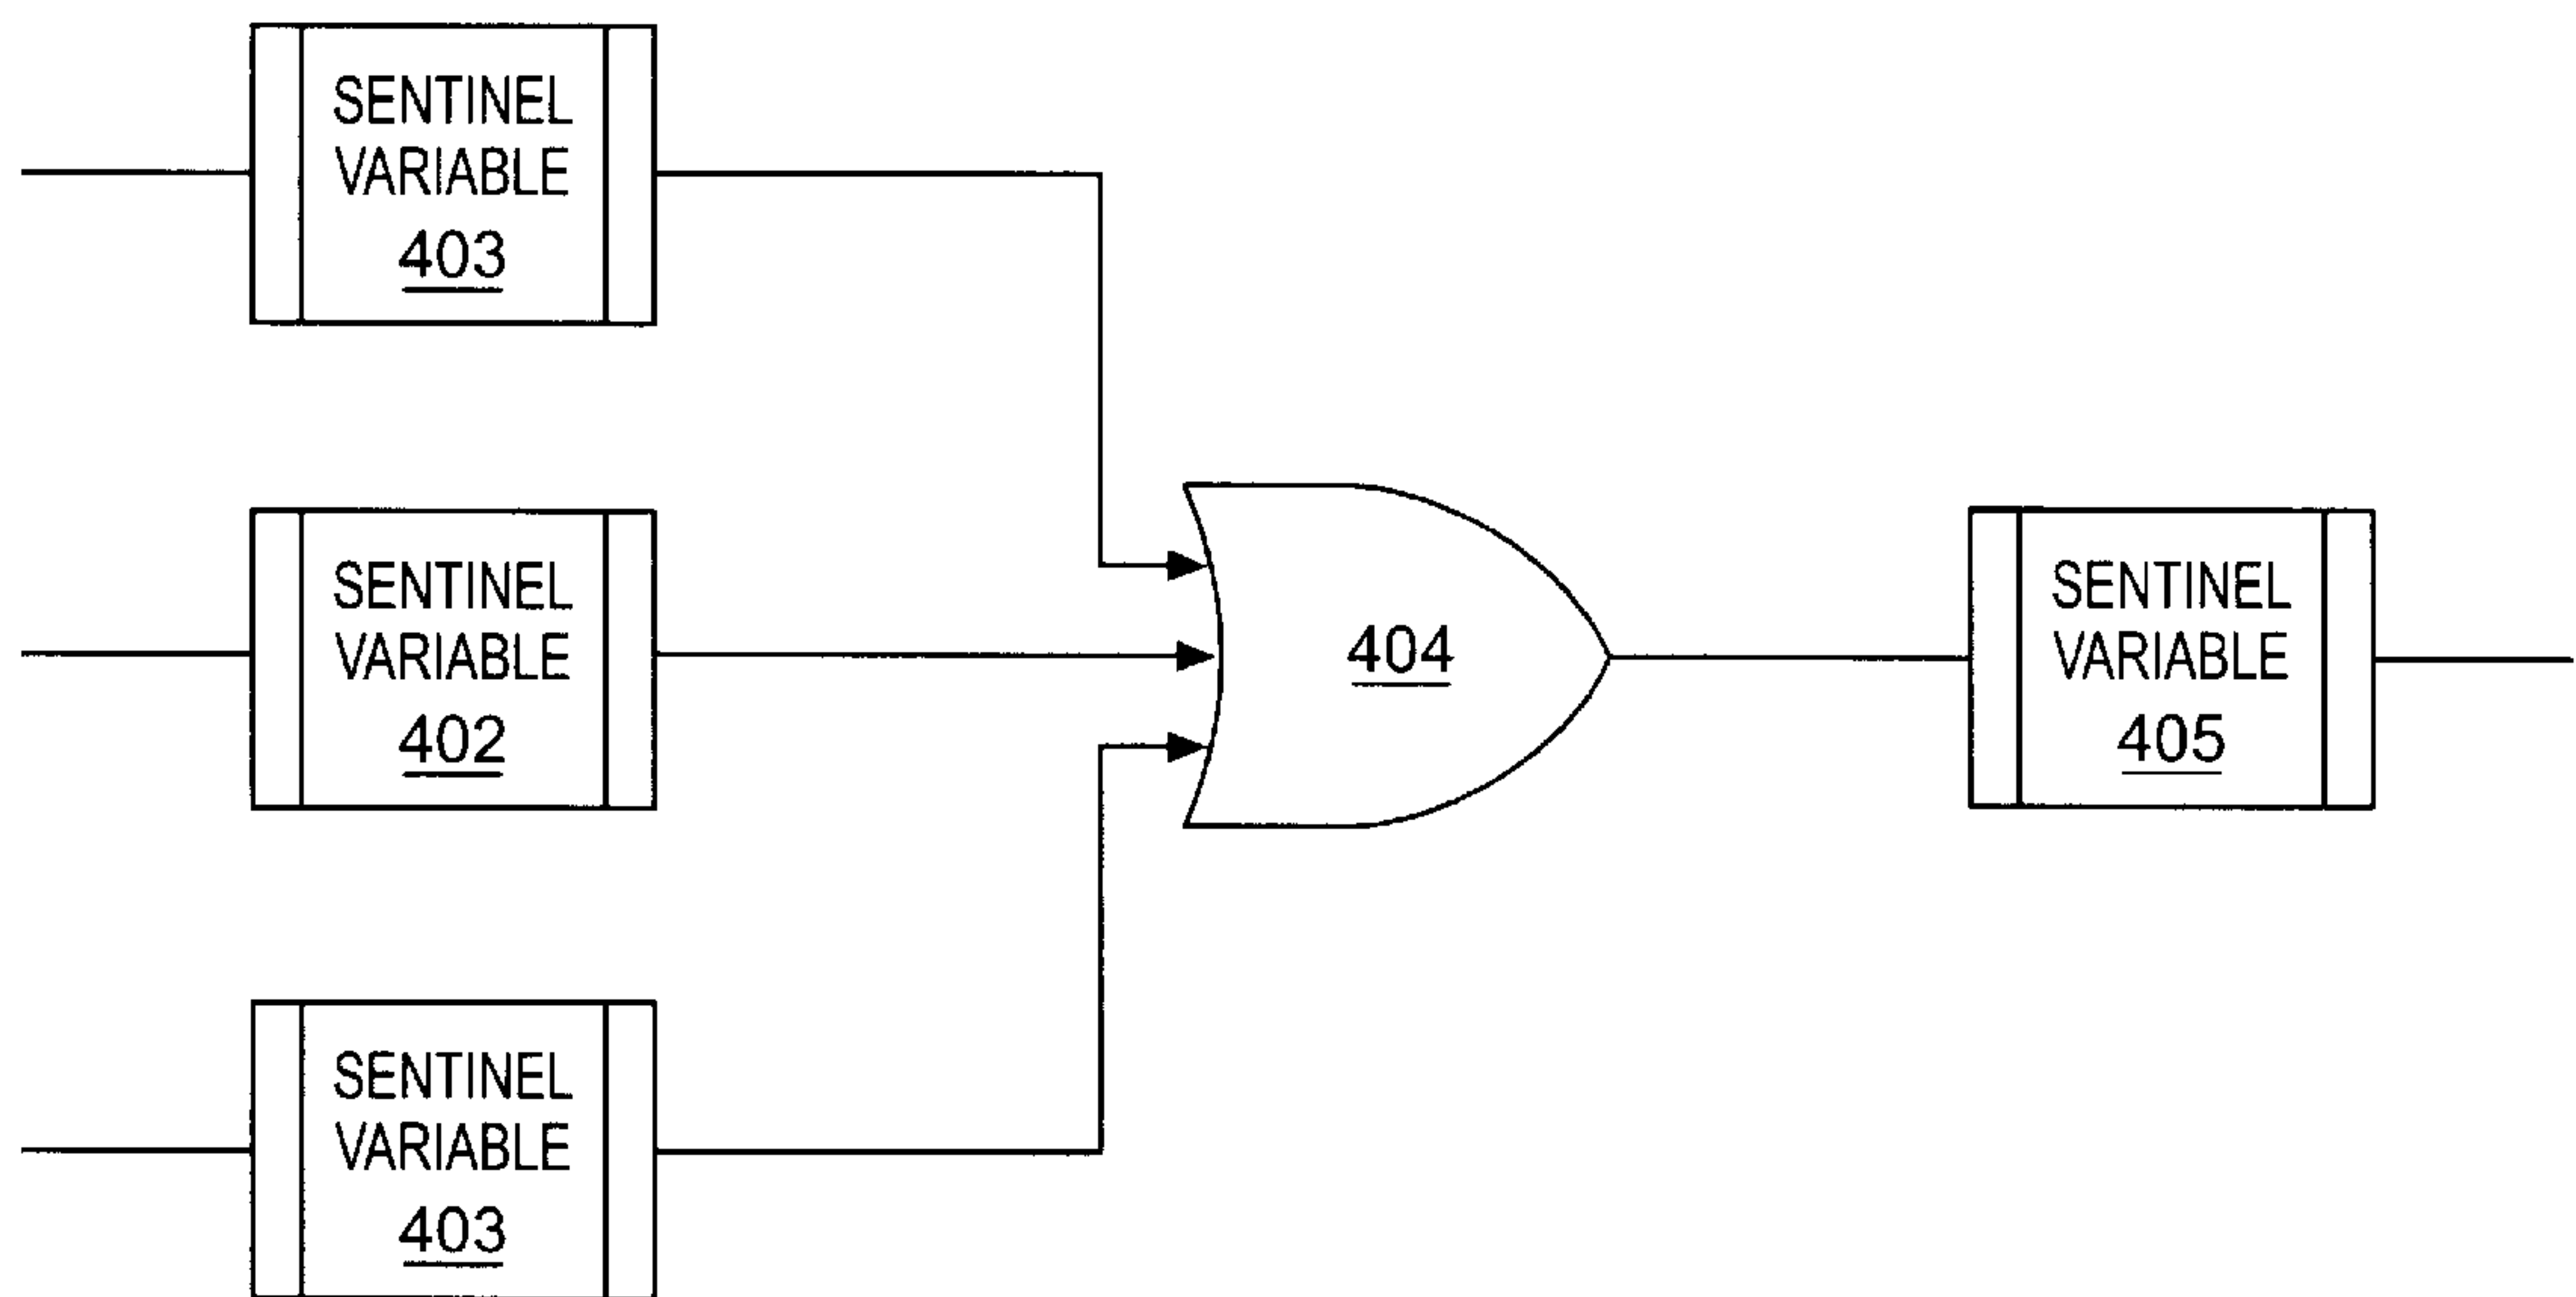 SENTINEL
VARIABLE
403
SENTINEL
VARIABLE
402
404
SENTINEL
VARIABLE
405
SENTINEL
VARIABLE
403